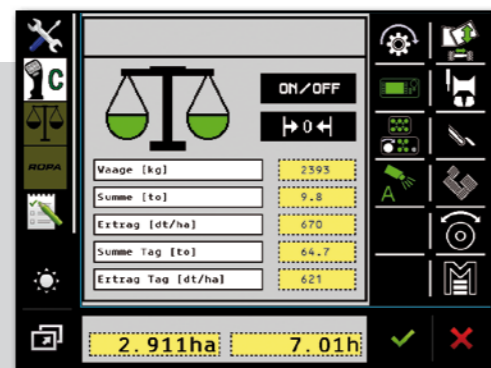 C
ON/OFF
0
ROPA
Waage [kg] 2393
Summe [to] 9.8
Ertrag [dt/ha] 670
Summe Tag [to] 64.7
Ertrag Tag [dt/ha] 621
A
M
2.911ha 7.01h